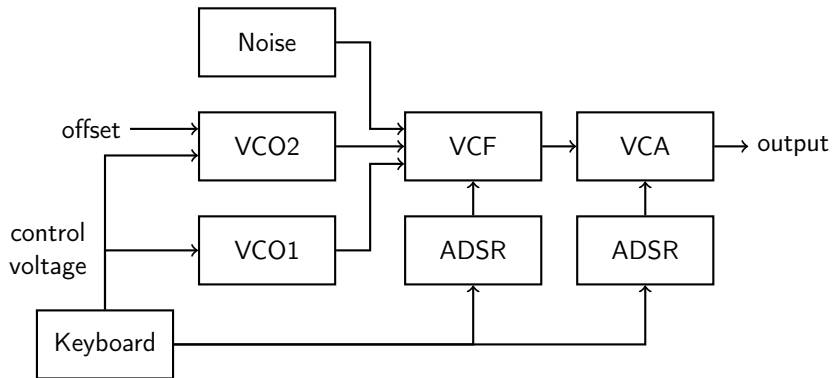 Noise
offset
VCO2
VCF
VCA
output
control
voltage
VCO1
ADSR
ADSR
Keyboard